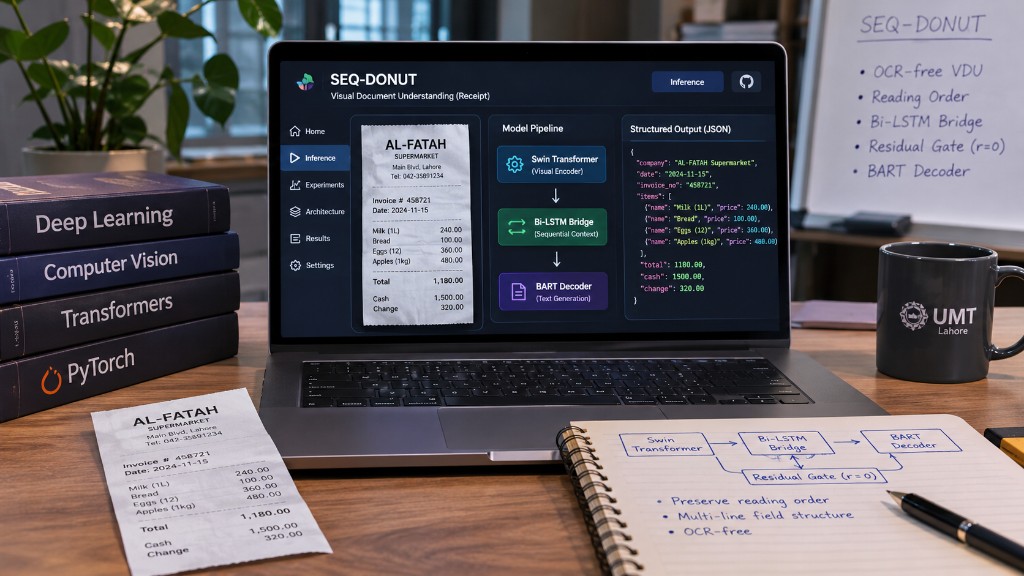 SEQ-DONUT
• OCR-free VDU
• Reading Order
• Bi-LSTM Bridge
• Residual Gate (r=0)
• BART Decoder
Deep Learning
Computer Vision
Transformers
PyTorch
SEQ-DONUT
Visual Document Understanding (Receipt)
Inference
Home
Inference
Experiments
Architecture
Results
Settings
AL-FATAH
SUPERMARKET
Main Blvd, Lahore
Tel: 042-35891234
Invoice # 458721
Date: 2024-11-15
Milk (1L) 240.00
Bread 100.00
Eggs (12) 360.00
Apples (1kg) 480.00
Total 1,180.00
Cash 1,500.00
Change 320.00
Model Pipeline
Swin Transformer
(Visual Encoder)
Bi-LSTM Bridge
(Sequential Context)
BART Decoder
(Text Generation)
Structured Output (JSON)
{
"company": "AL-FATAH Supermarket",
"date": "2024-11-15",
"invoice_no": "458721",
"items": [
{"name": "Milk (1L)", "price": 240.00},
{"name": "Bread", "price": 100.00},
{"name": "Eggs (12)", "price": 360.00},
{"name": "Apples (1kg)", "price": 480.00}
],
"total": 1180.00,
"cash": 1500.00,
"change": 320.00
}
UMT
Lahore
AL-FATAH
SUPERMARKET
Main Blvd, Lahore
Tel: 042-35891234
Invoice # 458721
Date: 2024-11-15
Milk (1L) 240.00
Bread 100.00
Eggs (12) 360.00
Apples (1kg) 480.00
Total 1,180.00
Cash 1,500.00
Change 320.00
Swin Transformer
Bi-LSTM Bridge
BART Decoder
Residual Gate (r=0)
• Preserve reading order
• Multi-line field structure
• OCR-free